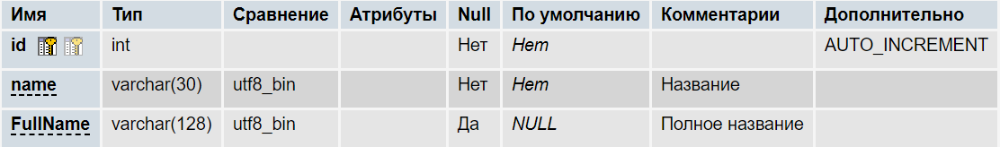 Имя Тип Сравнение Атрибуты Null По умолчанию Комментарии Дополнительно
id int Нет Нет AUTO_INCREMENT
name varchar(30) utf8_bin Нет Нет Название
FullName varchar(128) utf8_bin Да NULL Полное название